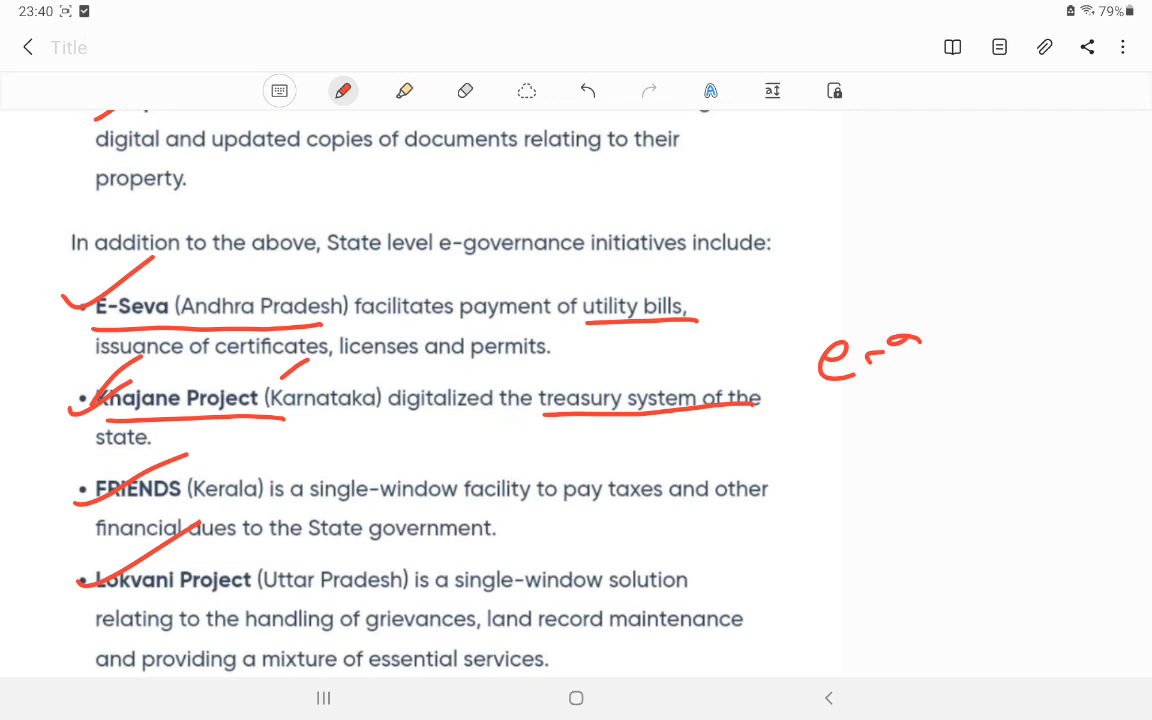 23:40
79%
Title
digital and updated copies of documents relating to their
property.
In addition to the above, State level e-governance initiatives include:
• E-Seva (Andhra Pradesh) facilitates payment of utility bills,
issuance of certificates, licenses and permits.
• Khajane Project (Karnataka) digitalized the treasury system of the
state.
• FRIENDS (Kerala) is a single-window facility to pay taxes and other
financial dues to the State government.
• Lokvani Project (Uttar Pradesh) is a single-window solution
relating to the handling of grievances, land record maintenance
and providing a mixture of essential services.